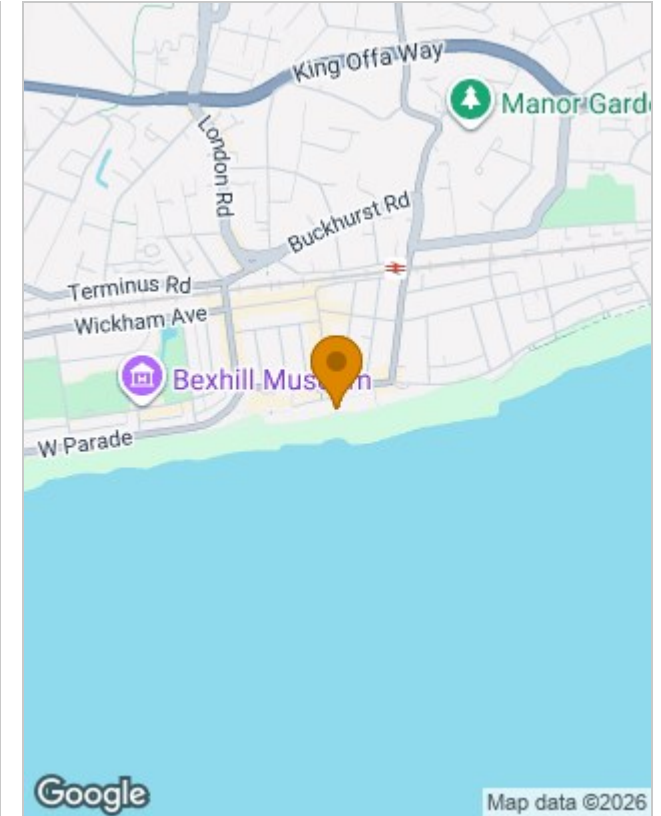 King Offa Way
Manor Garde
London Rd
Buckhurst Rd
Terminus Rd
Wickham Ave
Bexhill Museum
W Parade
Google
Map data ©2026